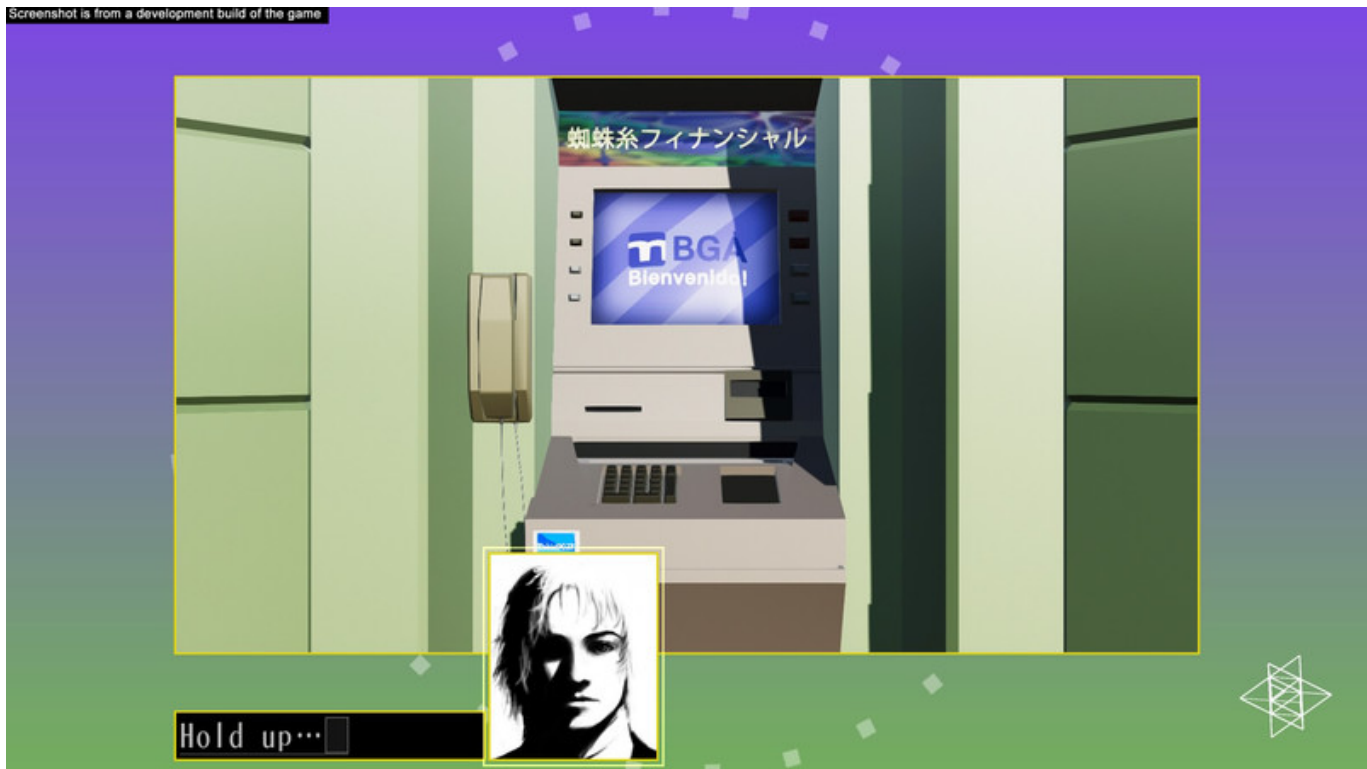 Screenshot is from a development build of the game
蜘蛛糸フィナンシャル
BGA
Bienvenido!
Hold up…